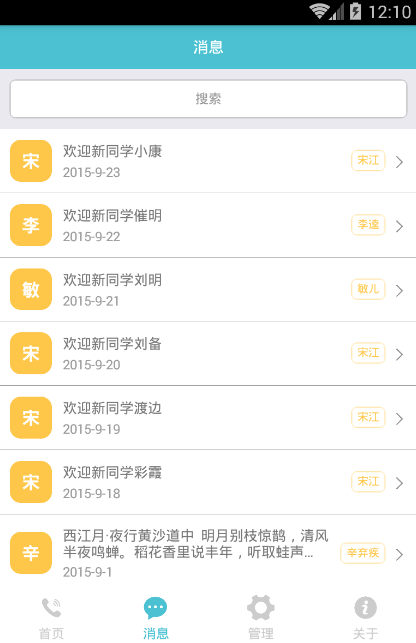 12:10
消息
搜索
宋
欢迎新同学小康
2015-9-23
宋江
李
欢迎新同学催明
2015-9-22
李逵
敏
欢迎新同学刘明
2015-9-21
敏儿
宋
欢迎新同学刘备
2015-9-20
宋江
宋
欢迎新同学渡边
2015-9-19
宋江
宋
欢迎新同学彩霞
2015-9-18
宋江
辛
西江月·夜行黄沙道中 明月别枝惊鹊，清风
半夜鸣蝉。稻花香里说丰年，听取蛙声...
2015-9-1
辛弃疾
首页
消息
管理
关于